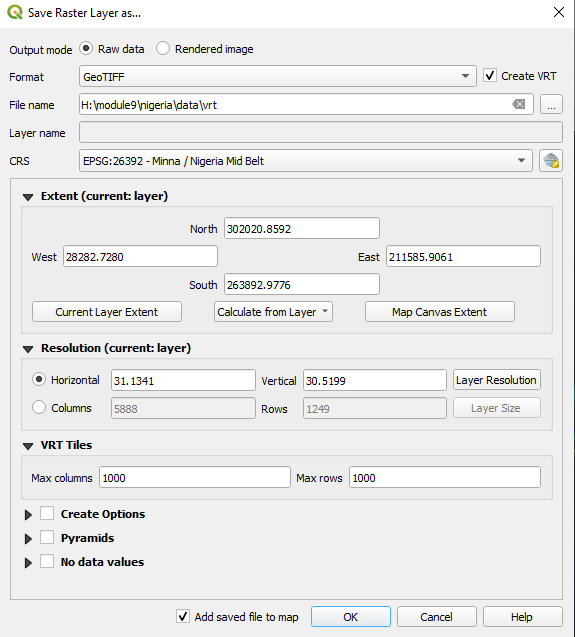 Save Raster Layer as...
Output mode Raw data Rendered image
Format GeoTIFF Create VRT
File name H:\module9\nigeria\data\vrt ...
Layer name
CRS EPSG:26392 - Minna / Nigeria Mid Belt
Extent (current: layer)
North 302020.8592
West 28282.7280 East 211585.9061
South 263892.9776
Current Layer Extent Calculate from Layer Map Canvas Extent
Resolution (current: layer)
Horizontal 31.1341 Vertical 30.5199 Layer Resolution
Columns 5888 Rows 1249 Layer Size
VRT Tiles
Max columns 1000 Max rows 1000
Create Options
Pyramids
No data values
Add saved file to map OK Cancel Help